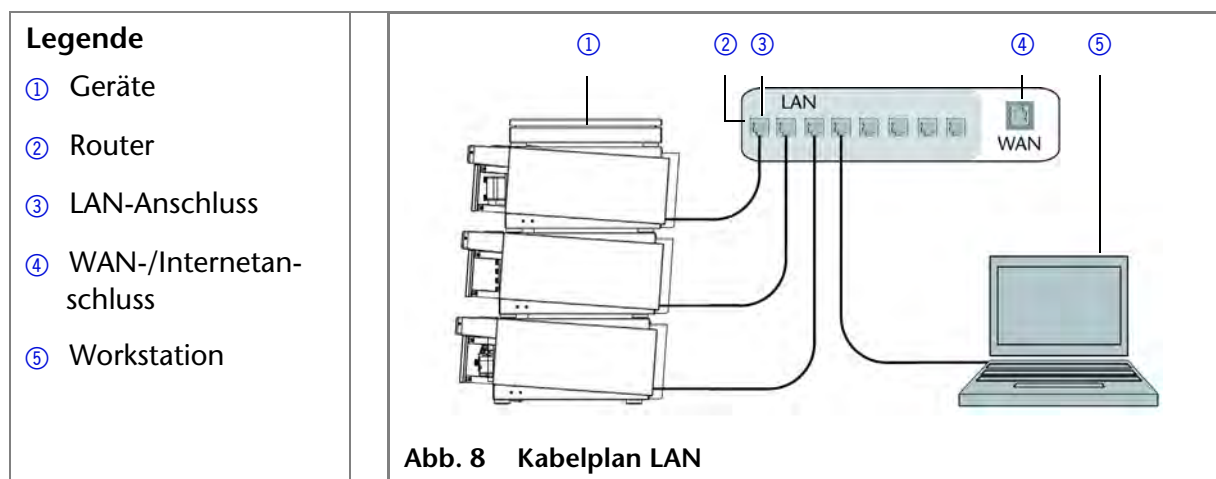 Legende
① Geräte
② Router
③ LAN-Anschluss
④ WAN-/Internetan-
schluss
⑤ Workstation
① ② ③ ④ ⑤
LAN
WAN
Abb. 8 Kabelplan LAN